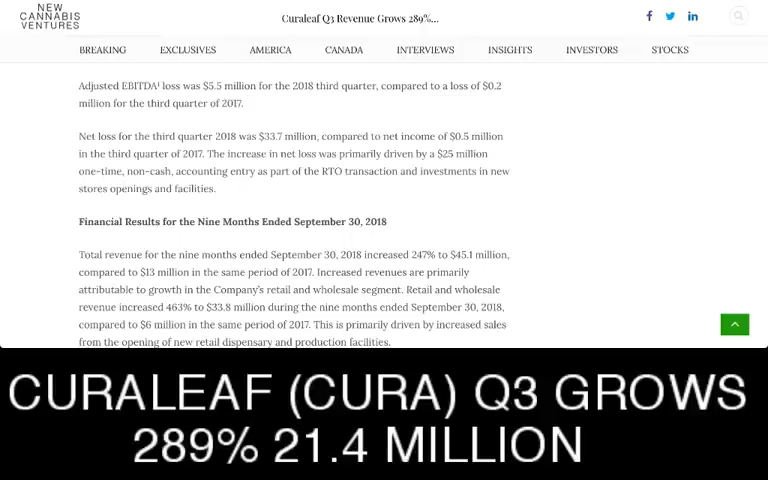 NEW
CANNABIS
VENTURES
Curaleaf Q3 Revenue Grows 289%...
BREAKING EXCLUSIVES AMERICA CANADA INTERVIEWS INSIGHTS INVESTORS STOCKS
Adjusted EBITDA¹ loss was $5.5 million for the 2018 third quarter, compared to a loss of $0.2
million for the third quarter of 2017.
Net loss for the third quarter 2018 was $33.7 million, compared to net income of $0.5 million
in the third quarter of 2017. The increase in net loss was primarily driven by a $25 million
one-time, non-cash, accounting entry as part of the RTO transaction and investments in new
stores openings and facilities.
Financial Results for the Nine Months Ended September 30, 2018
Total revenue for the nine months ended September 30, 2018 increased 247% to $45.1 million,
compared to $13 million in the same period of 2017. Increased revenues are primarily
attributable to growth in the Company's retail and wholesale segment. Retail and wholesale
revenue increased 463% to $33.8 million during the nine months ended September 30, 2018,
compared to $6 million in the same period of 2017. This is primarily driven by increased sales
from the opening of new retail dispensary and production facilities.
CURALEAF (CURA) Q3 GROWS
289% 21.4 MILLION